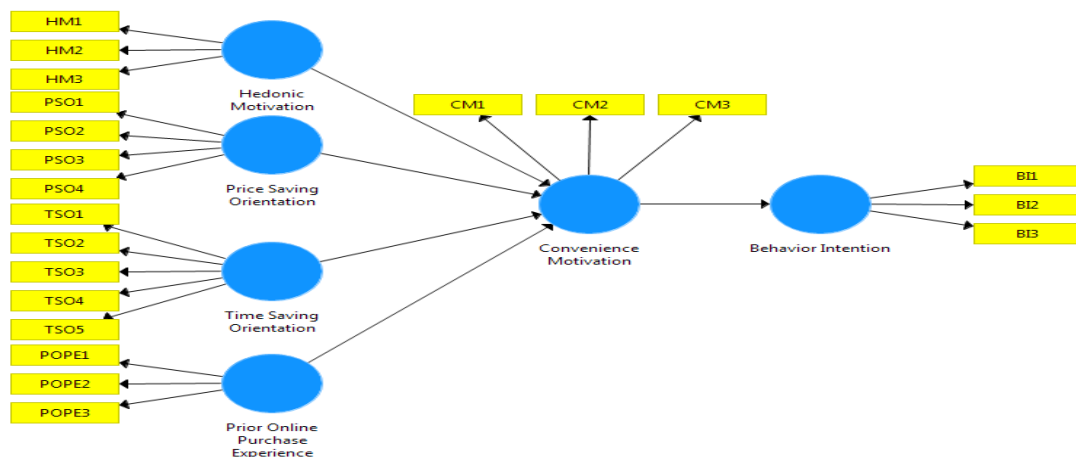 HM1
HM2
HM3
Hedonic
Motivation
PSO1
PSO2
PSO3
PSO4
Price Saving
Orientation
TSO1
TSO2
TSO3
TSO4
TSO5
Time Saving
Orientation
POPE1
POPE2
POPE3
Prior Online
Purchase
Experience
CM1
CM2
CM3
Convenience
Motivation
Behavior Intention
BI1
BI2
BI3